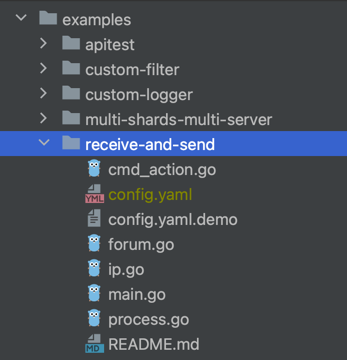 examples
apitest
custom-filter
custom-logger
multi-shards-multi-server
receive-and-send
cmd_action.go
YML config.yaml
config.yaml.demo
forum.go
ip.go
main.go
process.go
MD README.md